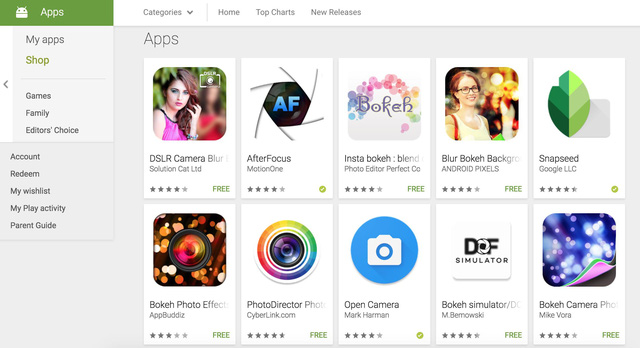 Apps
Categories
Home
Top Charts
New Releases
My apps
Shop
Games
Family
Editors' Choice
Account
Redeem
My wishlist
My Play activity
Parent Guide
Apps
DSLR
AF
Bokeh
DSLR Camera Blur
Solution Cat Ltd
FREE
AfterFocus
MotionOne
Insta bokeh : blend
Photo Editor Perfect Co
FREE
Blur Bokeh Backgro
ANDROID PIXELS
FREE
Snapseed
Google LLC
DOF
SIMULATOR
Bokeh Photo Effect
AppBuddiz
FREE
PhotoDirector Phot
CyberLink.com
FREE
Open Camera
Mark Harman
Bokeh simulator/DO
M.Bernowski
FREE
Bokeh Camera Pho
Mike Vora
FREE